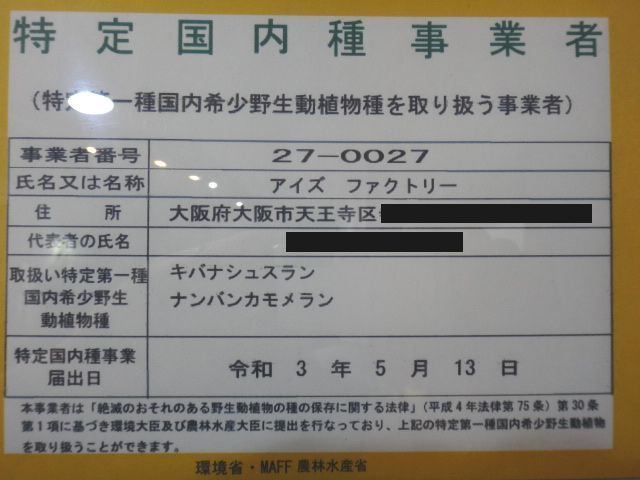 特定国内種事業者
（特定第一種国内希少野生動植物種を取り扱う事業者）
事業者番号 27-0027
氏名又は名称 アイズ ファクトリー
住所 大阪府大阪市天王寺区
代表者の氏名
取扱い特定第一種
国内希少野生
動植物種
キバナシュスラン
ナンバンカモメラン
特定国内種事業
届出日
令和 3 年 5 月 13 日
本事業者は「絶滅のおそれのある野生動植物の種の保存に関する法律」（平成4年法律第75条）第30条
第1項に基づき環境大臣及び農林水産大臣に提出を行なっており、上記の特定第一種国内希少野生動植物
を取り扱うことができます。
環境省・MAFF 農林水産省